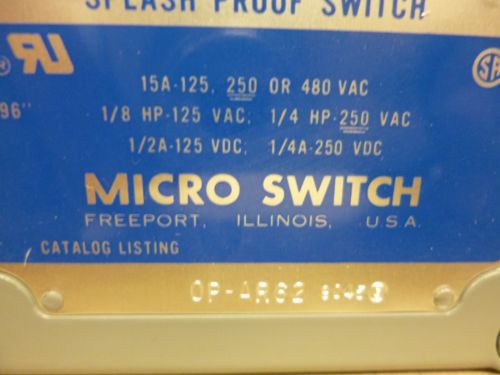 SPLASH PROOF SWITCH
15A-125, 250 OR 480 VAC
96" 1/8 HP-125 VAC, 1/4 HP-250 VAC
1/2A-125 VDC, 1/4A-250 VDC
MICRO SWITCH
FREEPORT, ILLINOIS, U.S.A.
CATALOG LISTING
OP-AR62